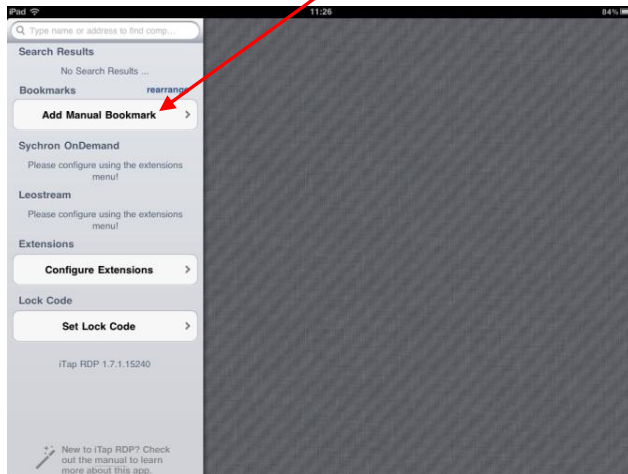 iPad 11:26 84%
Type name or address to find comp...
Search Results
No Search Results ...
Bookmarks rearrange
Add Manual Bookmark
Sychron OnDemand
Please configure using the extensions
menu!
Leostream
Please configure using the extensions
menu!
Extensions
Configure Extensions
Lock Code
Set Lock Code
iTap RDP 1.7.1.15240
New to iTap RDP? Check
out the manual to learn
more about this app.